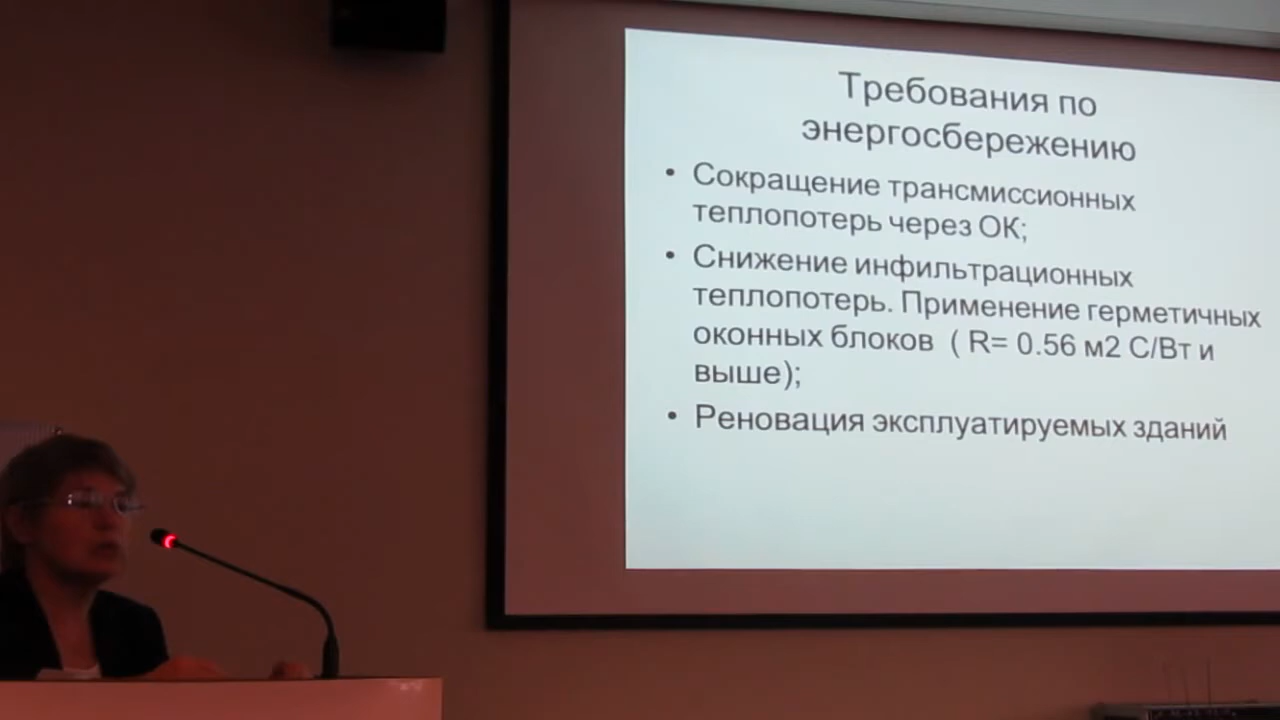 Требования по
энергосбережению
• Сокращение трансмиссионных
теплопотерь через ОК;
• Снижение инфильтрационных
теплопотерь. Применение герметичных
оконных блоков ( R= 0.56 м2 С/Вт и
выше);
• Реновация эксплуатируемых зданий